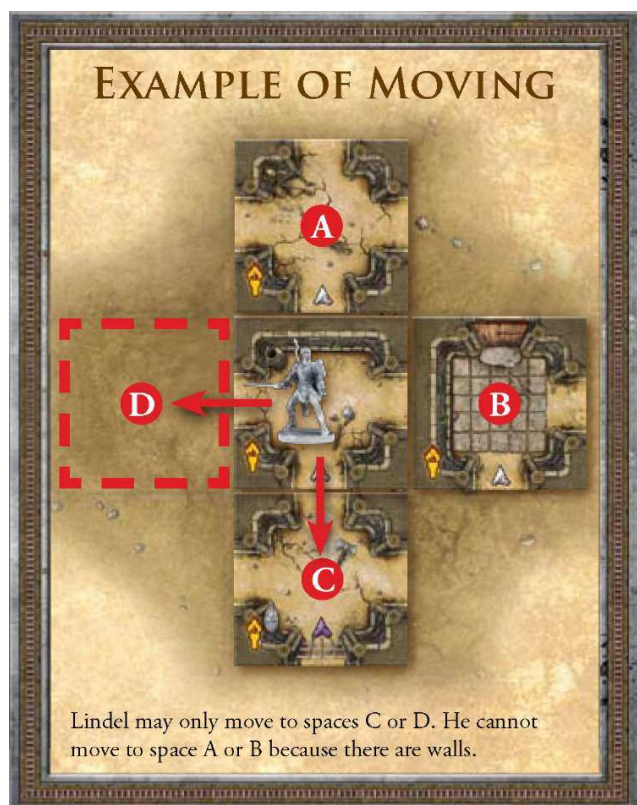 EXAMPLE OF MOVING
A
D
B
C
Lindel may only move to spaces C or D. He cannot
move to space A or B because there are walls.